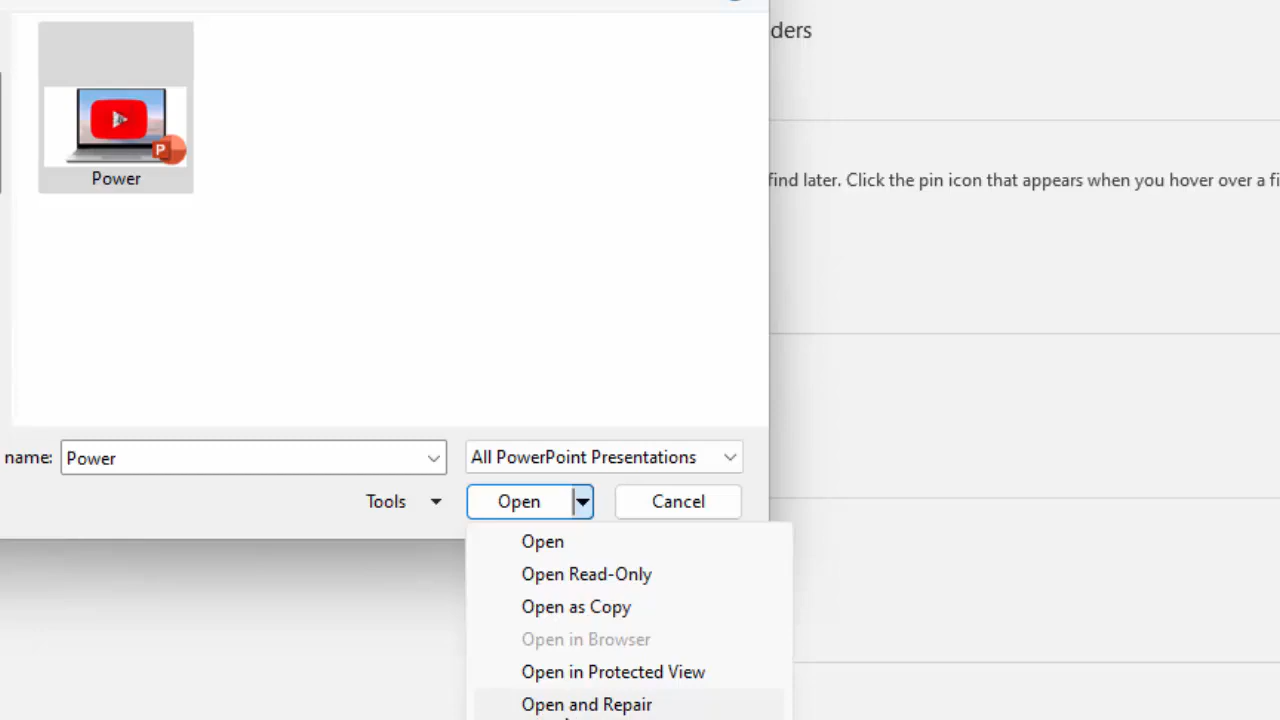 ders
P
Power
find later. Click the pin icon that appears when you hover over a fi
name: Power All PowerPoint Presentations
Tools Open Cancel
Open
Open Read-Only
Open as Copy
Open in Browser
Open in Protected View
Open and Repair